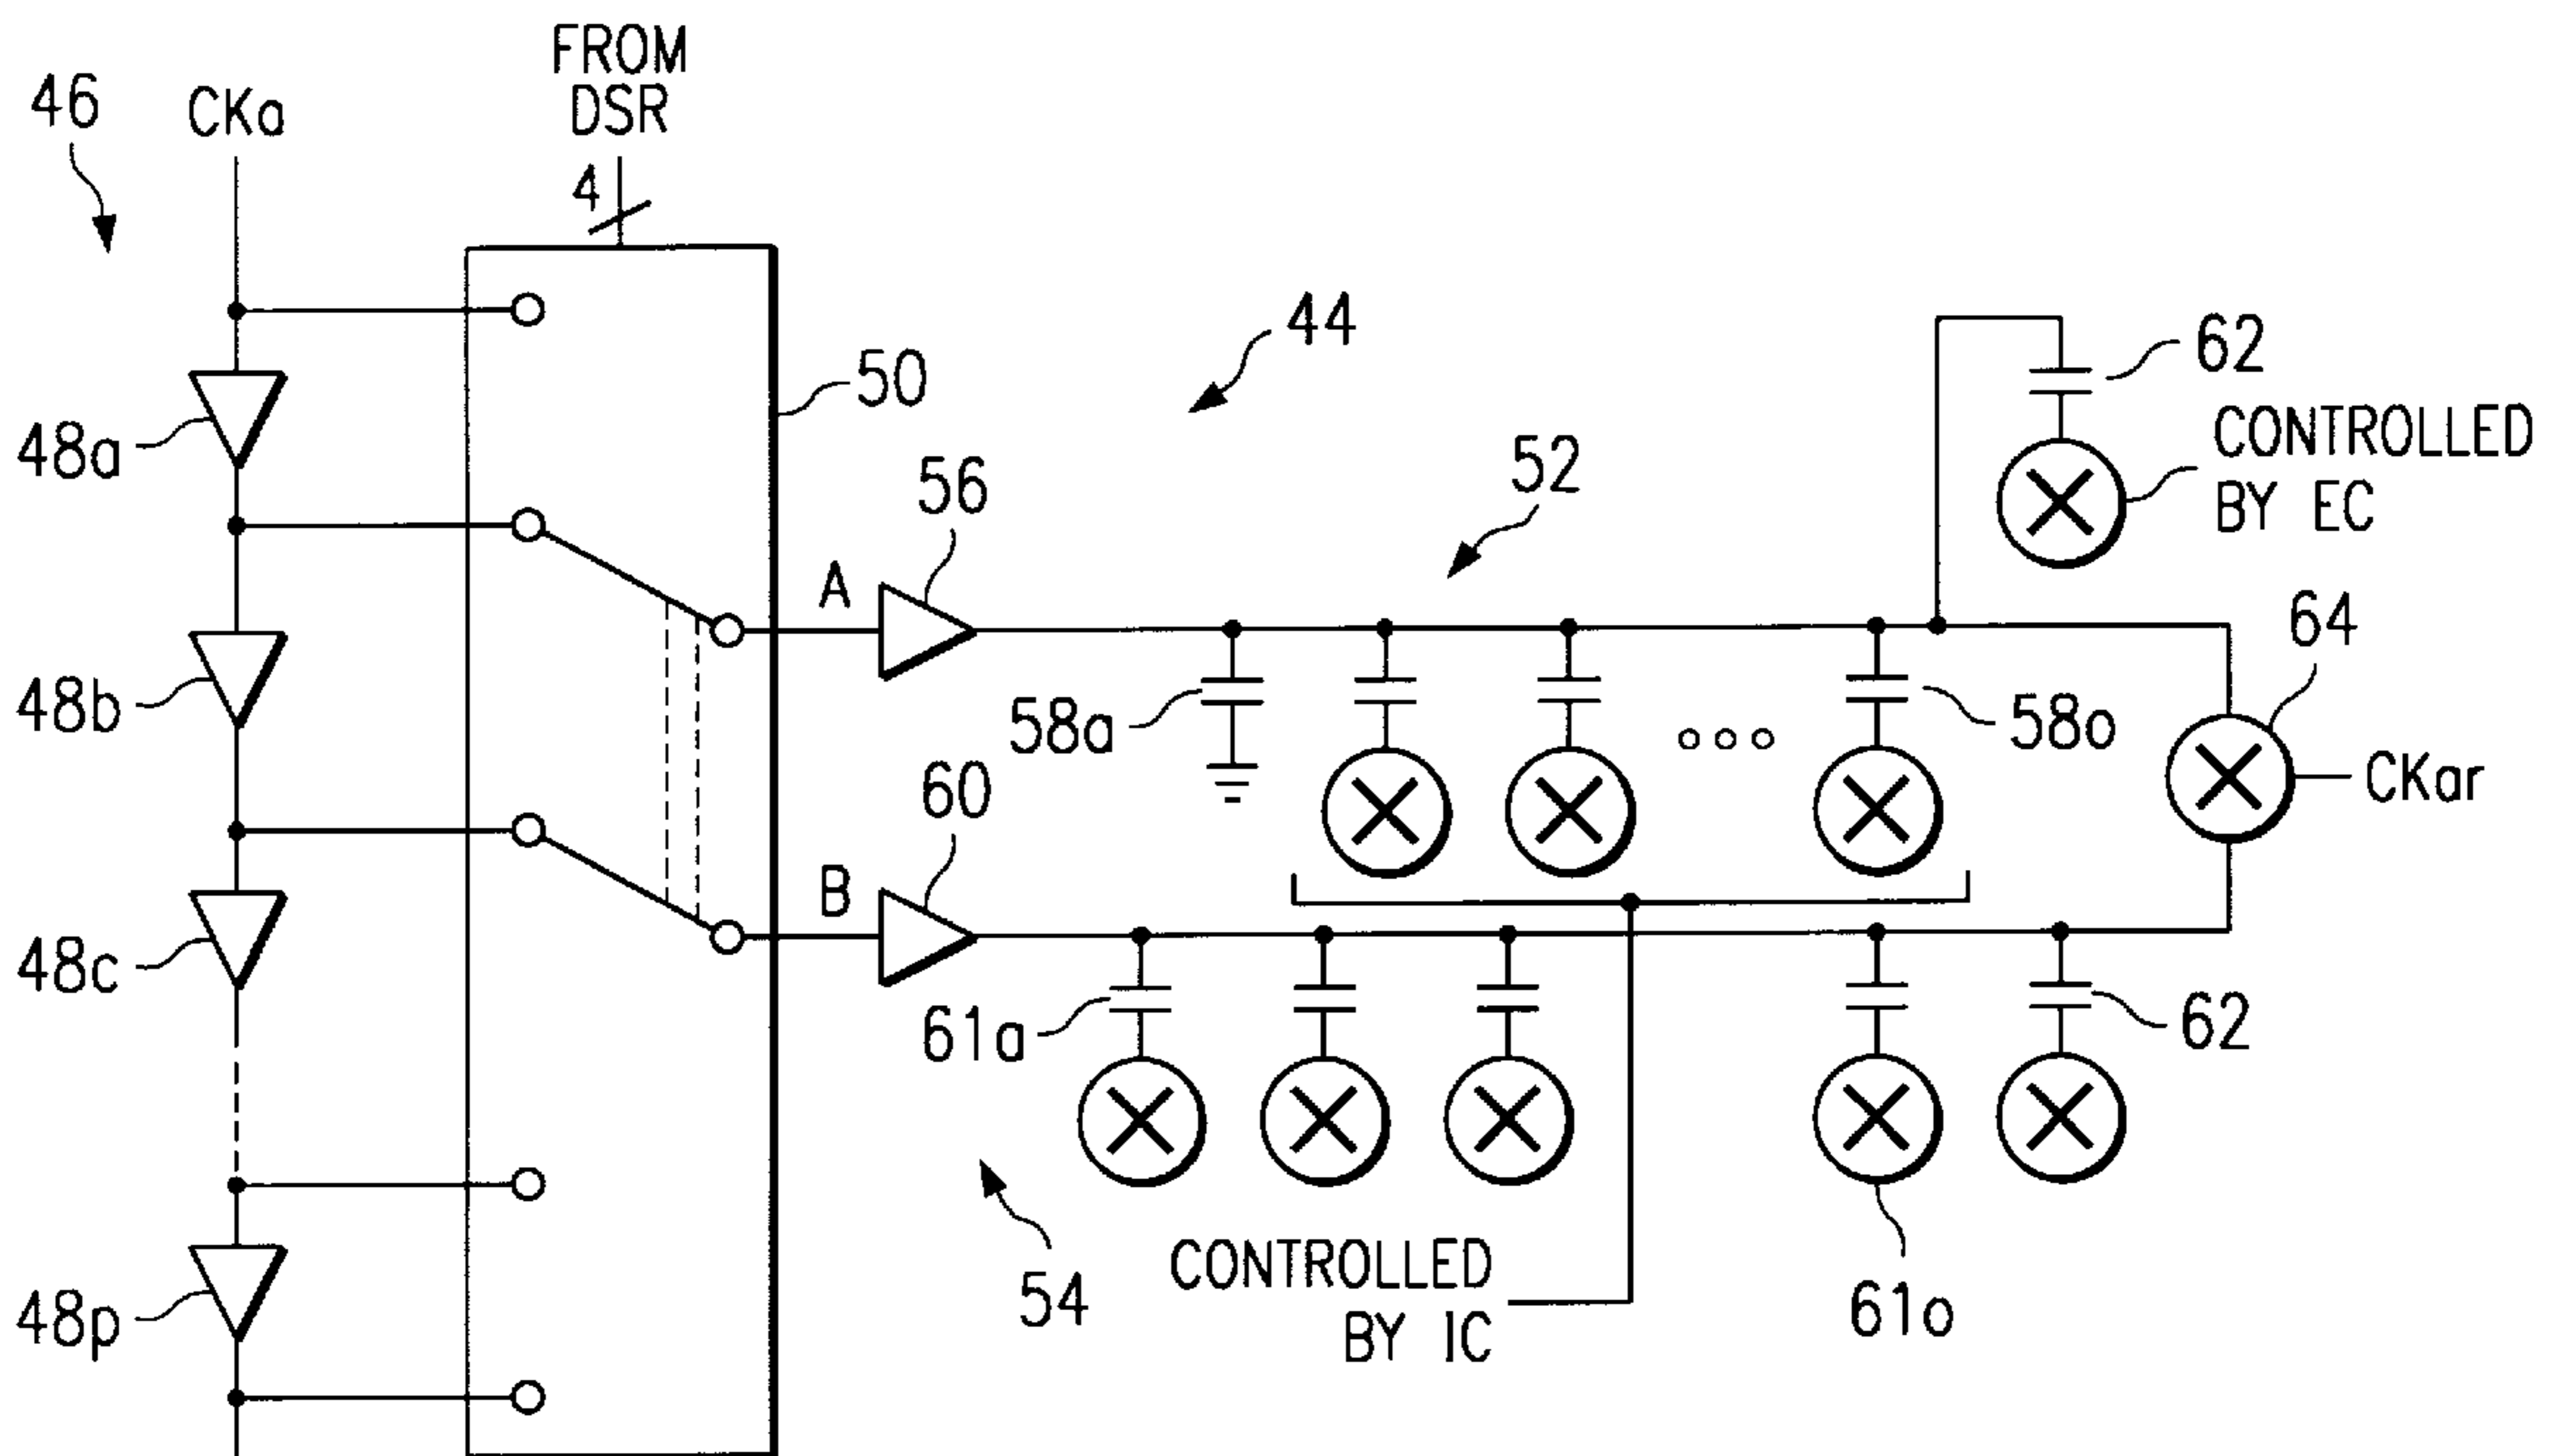 FROM
DSR
46
CKa
4
44
62
50
CONTROLLED
BY EC
48a
52
56
A
64
48b
58a
58o
CKar
60
B
48c
61a
62
54
CONTROLLED
BY IC
61o
48p